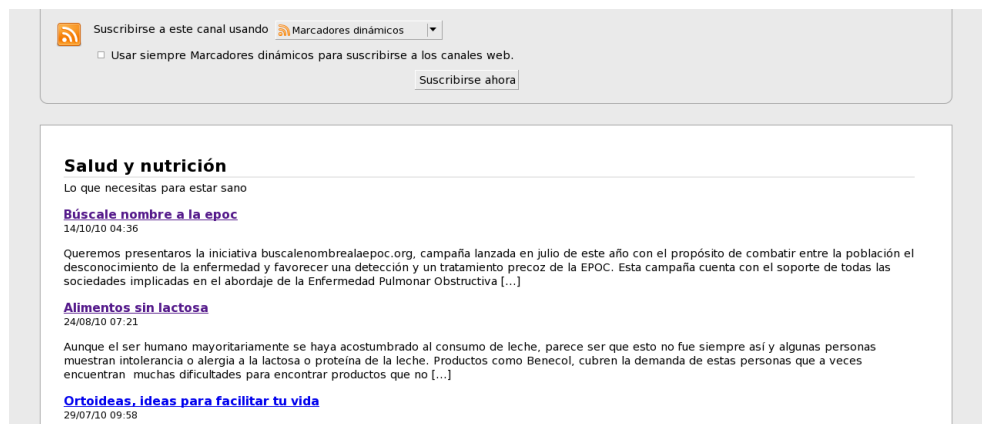 Suscribirse a este canal usando Marcadores dinámicos
Usar siempre Marcadores dinámicos para suscribirse a los canales web.
Suscribirse ahora
Salud y nutrición
Lo que necesitas para estar sano
Búscale nombre a la epoc
14/10/10 04:36
Queremos presentaros la iniciativa buscalenombrealaepoc.org, campaña lanzada en julio de este año con el propósito de combatir entre la población el
desconocimiento de la enfermedad y favorecer una detección y un tratamiento precoz de la EPOC. Esta campaña cuenta con el soporte de todas las
sociedades implicadas en el abordaje de la Enfermedad Pulmonar Obstructiva [...]
Alimentos sin lactosa
24/08/10 07:21
Aunque el ser humano mayoritariamente se haya acostumbrado al consumo de leche, parece ser que esto no fue siempre así y algunas personas
muestran intolerancia o alergia a la lactosa o proteína de la leche. Productos como Benecol, cubren la demanda de estas personas que a veces
encuentran  muchas dificultades para encontrar productos que no [...]
Ortoideas, ideas para facilitar tu vida
29/07/10 09:58